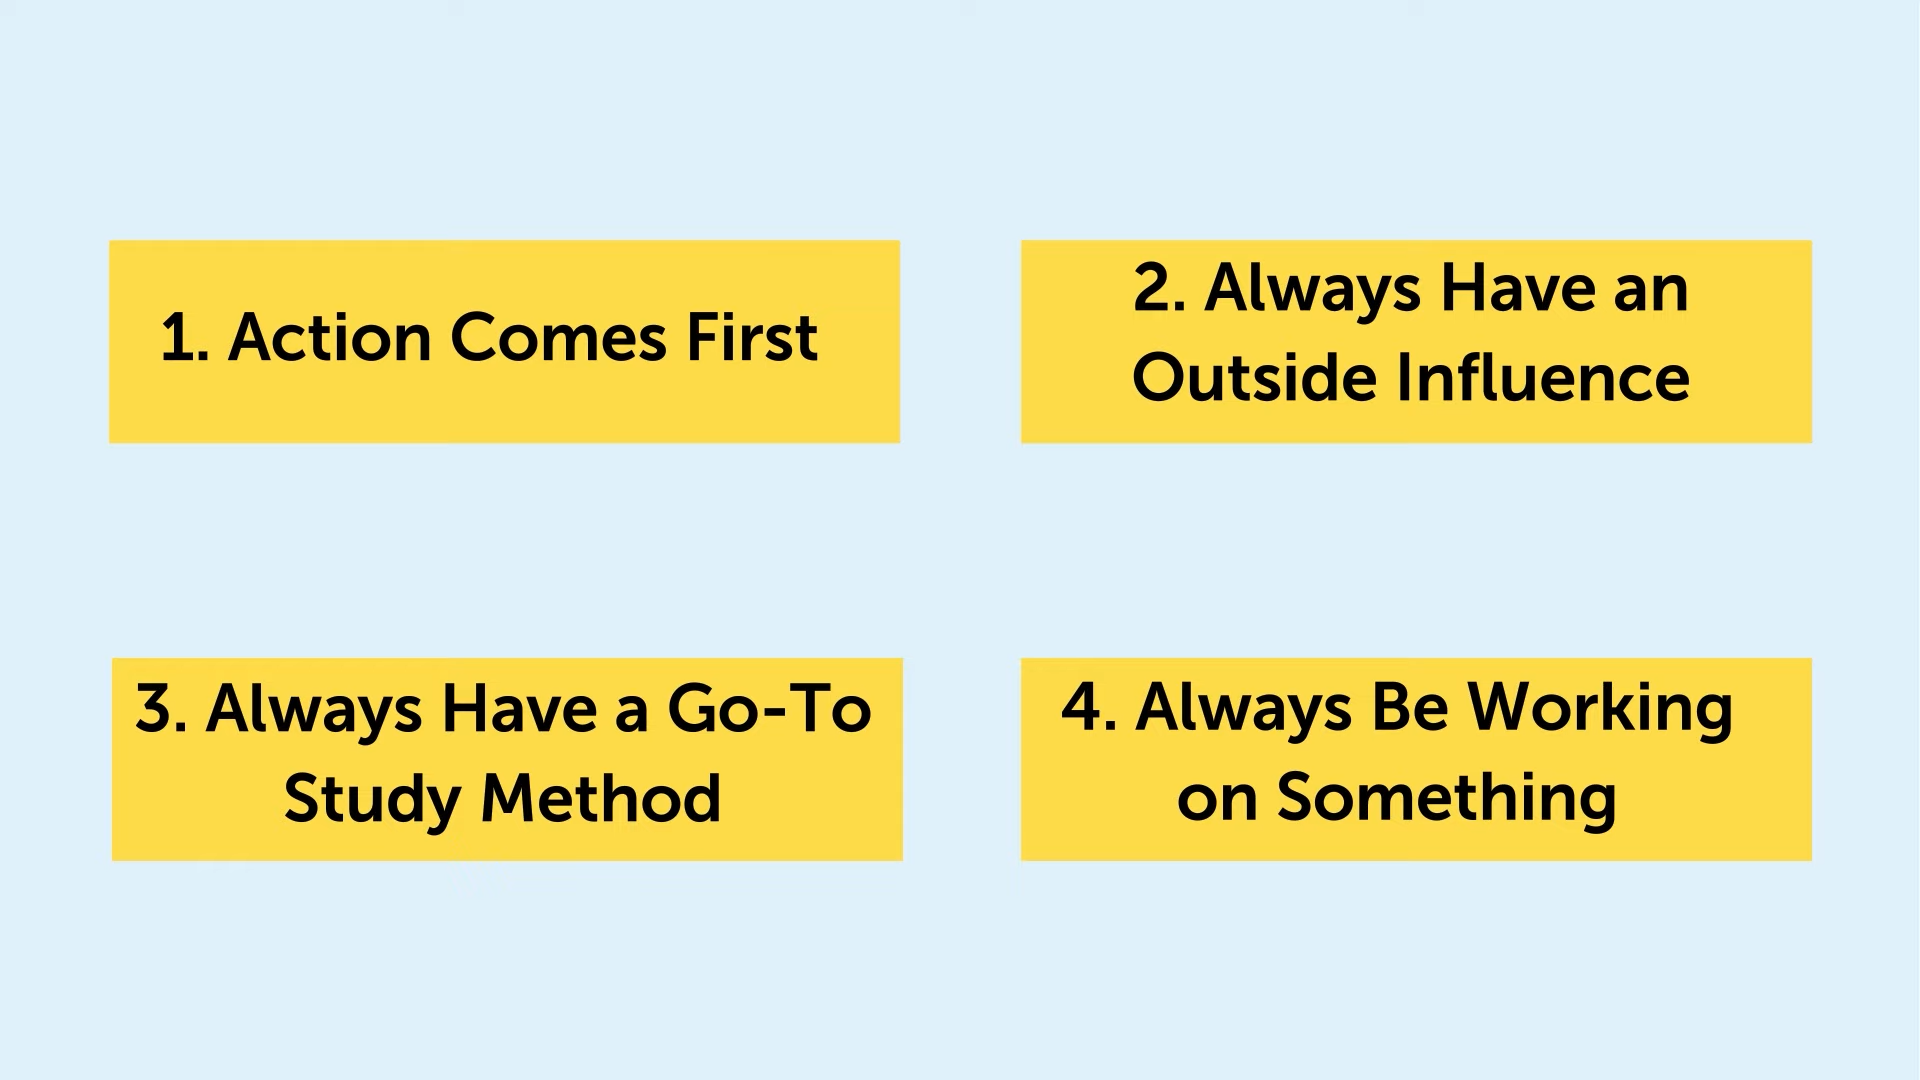 1. Action Comes First
2. Always Have an
Outside Influence
3. Always Have a Go-To
Study Method
4. Always Be Working
on Something